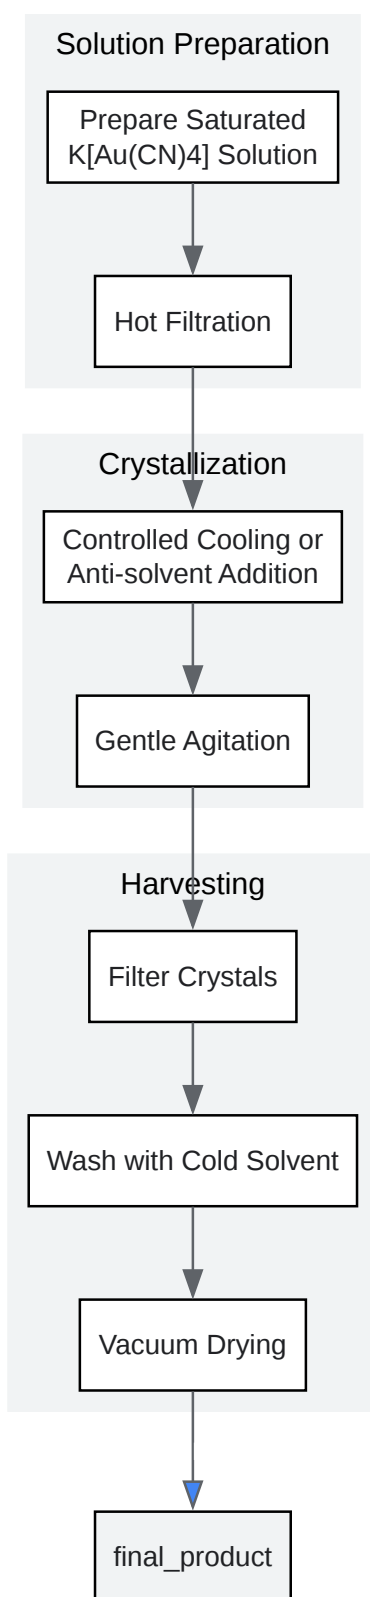 Solution Preparation
Prepare Saturated
K[Au(CN)4] Solution
Hot Filtration
Crystallization
Controlled Cooling or
Anti-solvent Addition
Gentle Agitation
Harvesting
Filter Crystals
Wash with Cold Solvent
Vacuum Drying
final_product